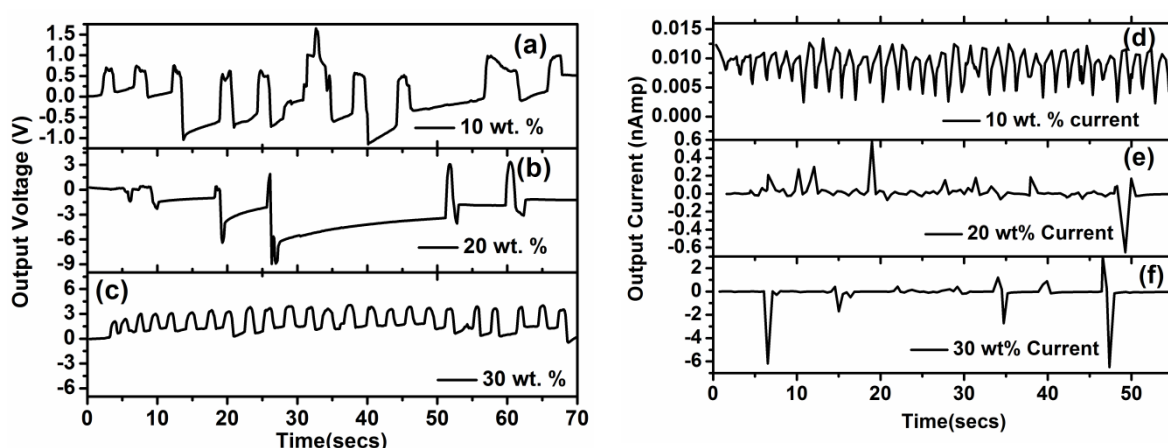 Output Voltage (V)
1.5
1.0
0.5
0.0
-0.5
-1.0
(a)
10 wt. %
3
0
-3
-6
-9
(b)
20 wt. %
6
3
0
-3
-6
(c)
30 wt. %
0 10 20 30 40 50 60 70
Time(secs)
Output Current (nAmp)
0.015
0.010
0.005
0.000
(d)
10 wt. % current
0.6
0.4
0.2
0.0
-0.2
-0.4
-0.6
(e)
20 wt% Current
2
0
-2
-4
-6
(f)
30 wt% Current
0 10 20 30 40 50
Time(secs)